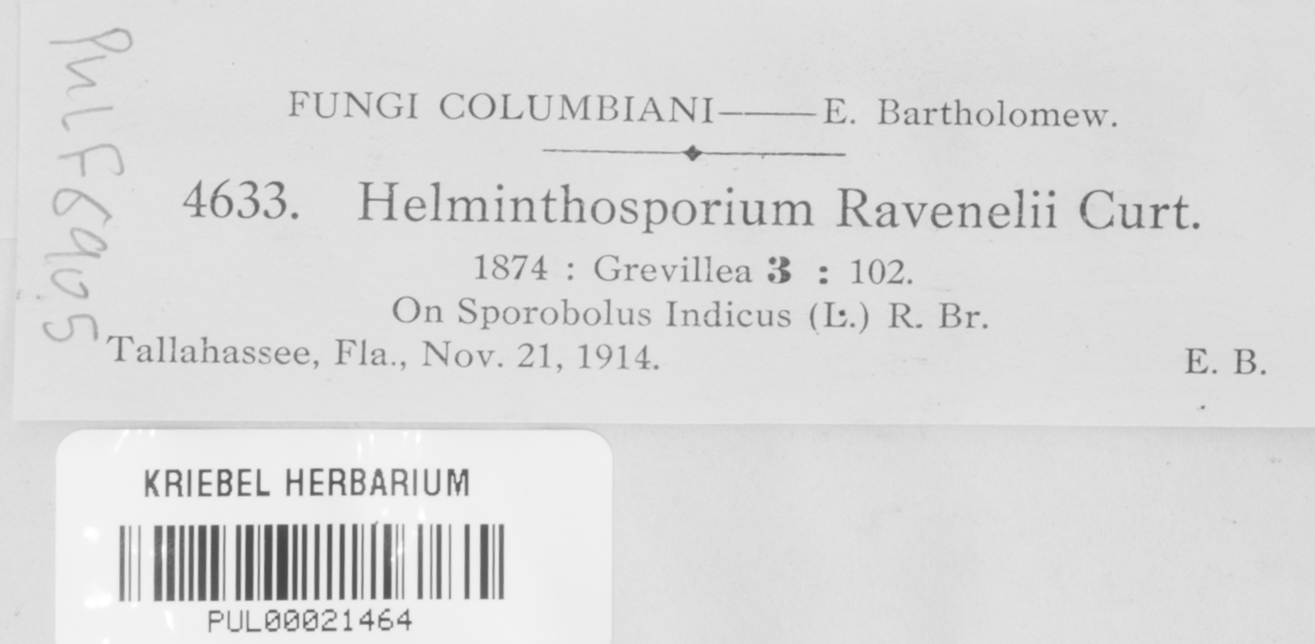 PUL F6905
FUNGI COLUMBIANI——E. Bartholomew.
4633. Helminthosporium Ravenelii Curt.
1874 : Grevillea 3 : 102.
On Sporobolus Indicus (L.) R. Br.
Tallahassee, Fla., Nov. 21, 1914. E. B.
KRIEBEL HERBARIUM
PUL00021464